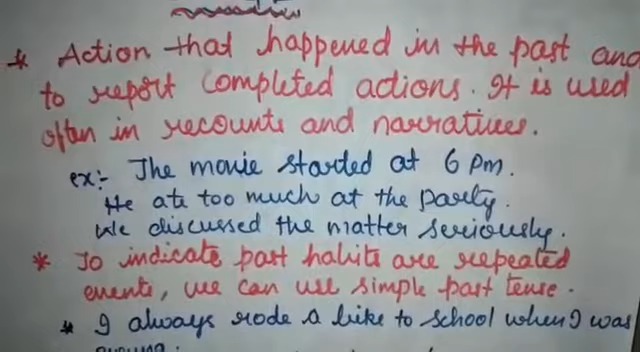 * Action that happened in the past and
to report completed actions. It is used
often in recounts and narratives.
ex:- The movie started at 6 pm.
He ate too much at the party.
We discussed the matter seriously.
* To indicate past habits are repeated
events, we can use simple past tense.
* I always rode a bike to school when I was